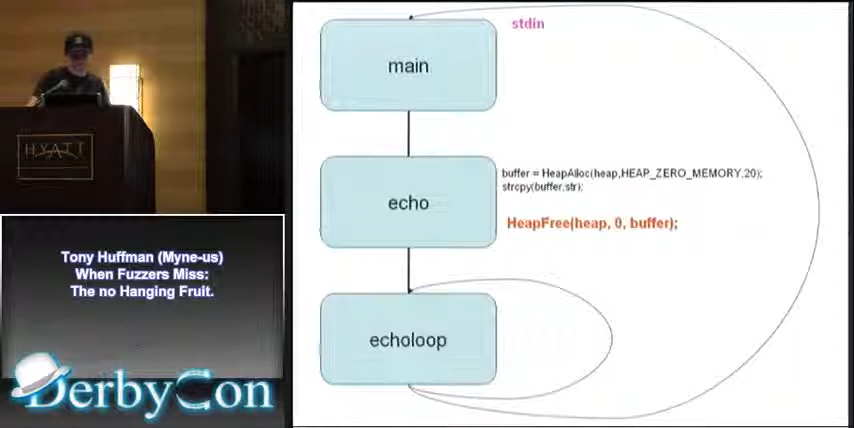 HYATT
Tony Huffman (Myne-us)
When Fuzzers Miss:
The no Hanging Fruit.
DerbyCon
stdin
main
echo
buffer = HeapAlloc(heap,HEAP_ZERO_MEMORY,20);
strcpy(buffer,str);
HeapFree(heap, 0, buffer);
echoloop